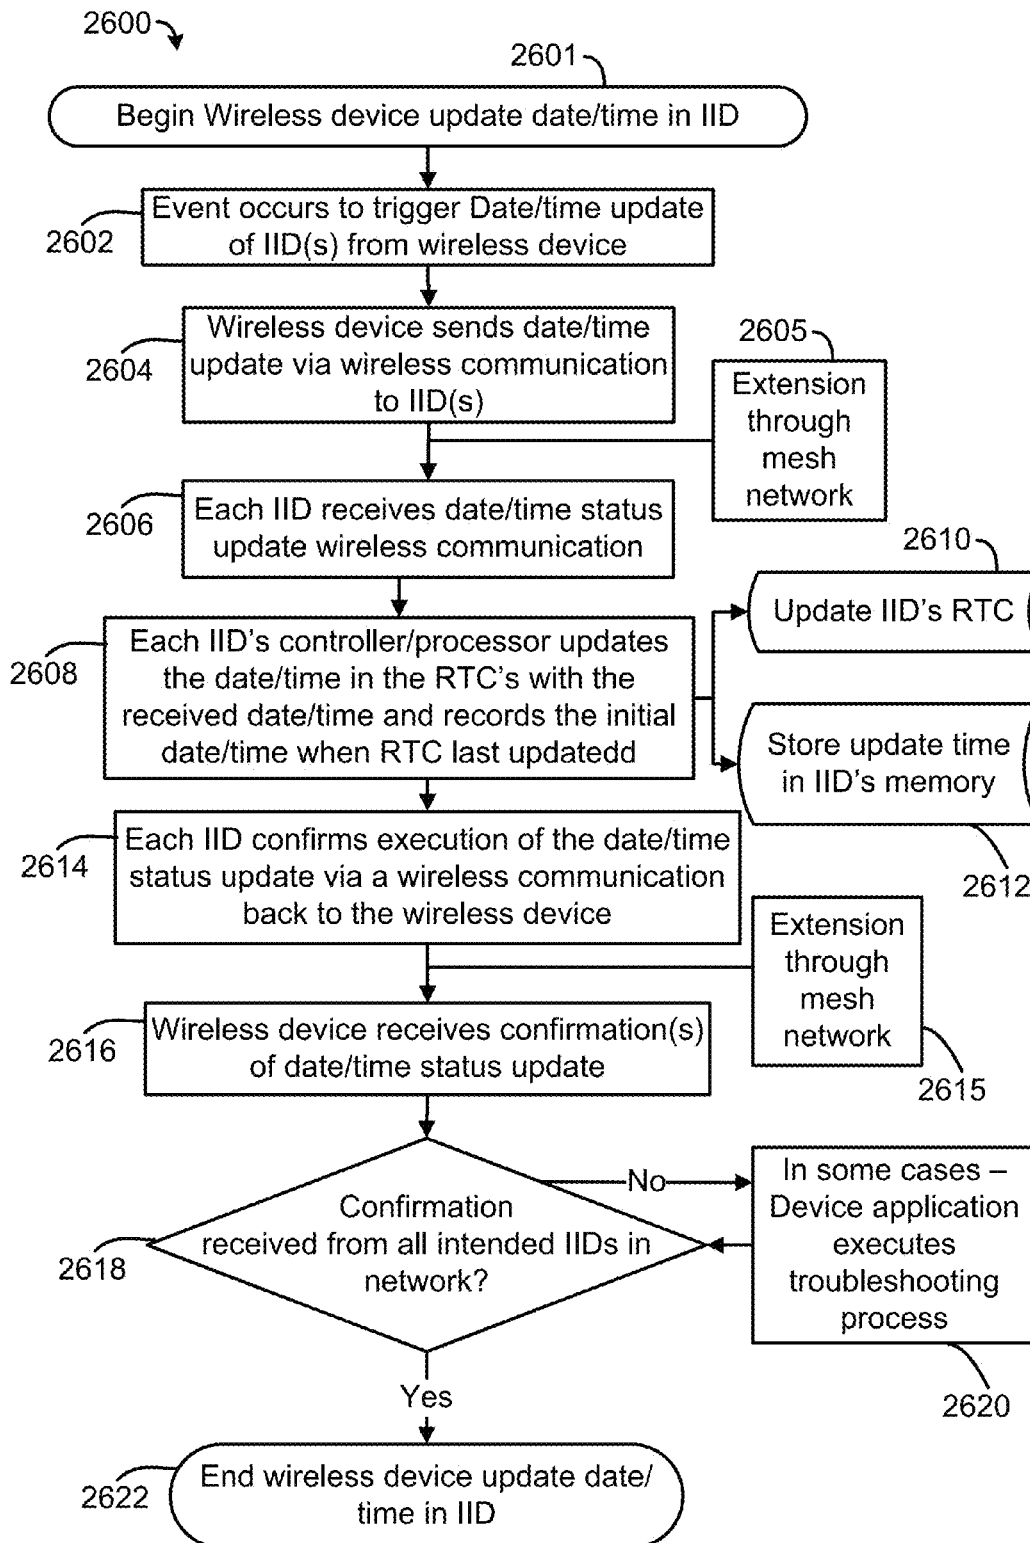 2600
2601
Begin Wireless device update date/time in IID
Event occurs to trigger Date/time update
of IID(s) from wireless device
2602
Wireless device sends date/time
update via wireless communication
to IID(s)
2604
2605
Extension
through
mesh
network
Each IID receives date/time status
update wireless communication
2606
2610
Update IID's RTC
Each IID's controller/processor updates
the date/time in the RTC's with the
received date/time and records the initial
date/time when RTC last updatedd
2608
Store update time
in IID's memory
2612
Each IID confirms execution of the date/time
status update via a wireless communication
back to the wireless device
2614
Extension
through
mesh
network
2615
Wireless device receives confirmation(s)
of date/time status update
2616
Confirmation
received from all intended IIDs in
network?
2618
No
In some cases –
Device application
executes
troubleshooting
process
2620
Yes
End wireless device update date/
time in IID
2622